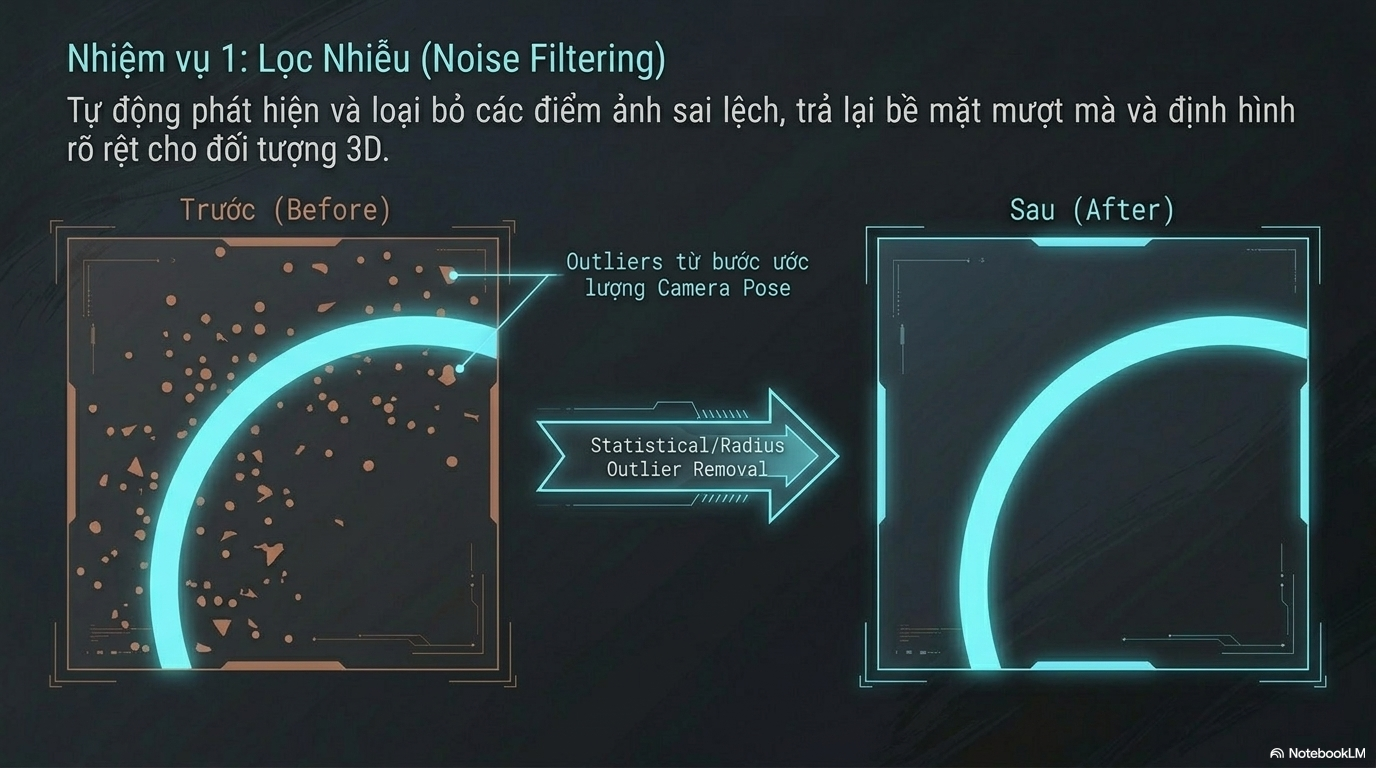 Nhiệm vụ 1: Lọc Nhiễu (Noise Filtering)
Tự động phát hiện và loại bỏ các điểm ảnh sai lệch, trả lại bề mặt mượt mà và định hình
rõ rệt cho đối tượng 3D.
Trước (Before)
Outliers từ bước ước
lượng Camera Pose
Statistical/Radius
Outlier Removal
Sau (After)
NotebookLM